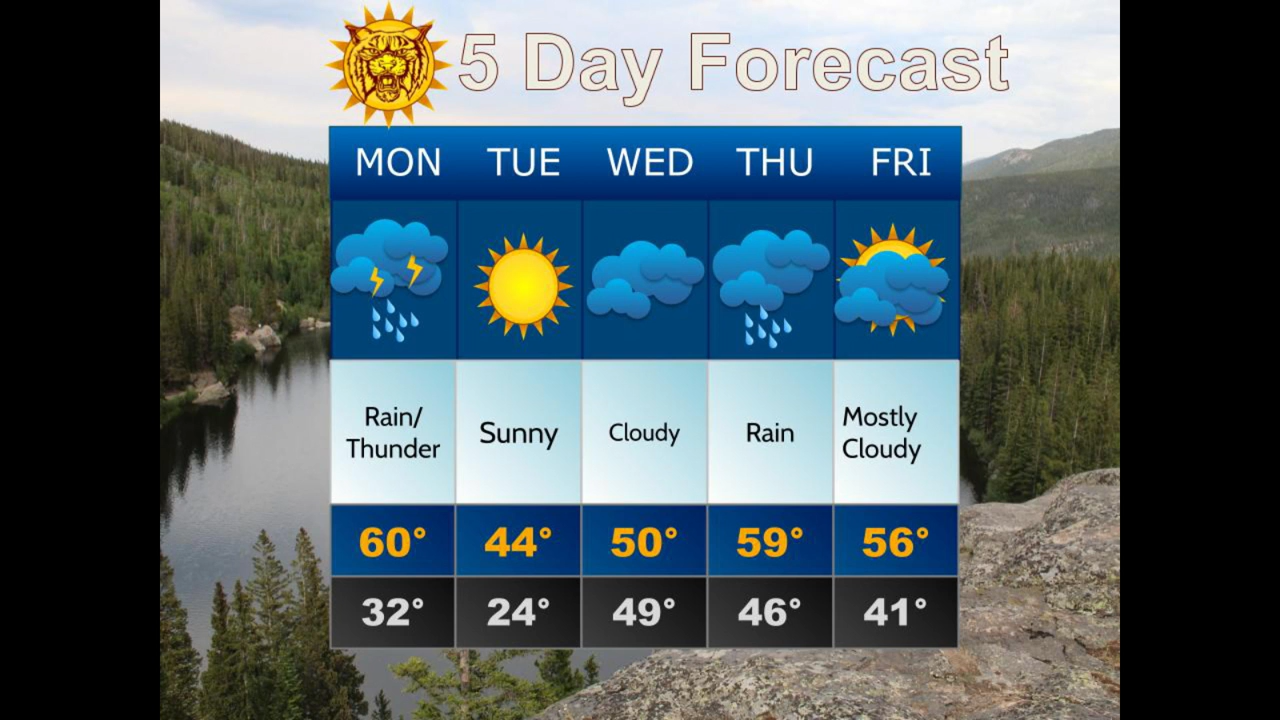 5 Day Forecast
MON TUE WED THU FRI
Rain/
Thunder
Sunny
Cloudy
Rain
Mostly
Cloudy
60° 44° 50° 59° 56°
32° 24° 49° 46° 41°